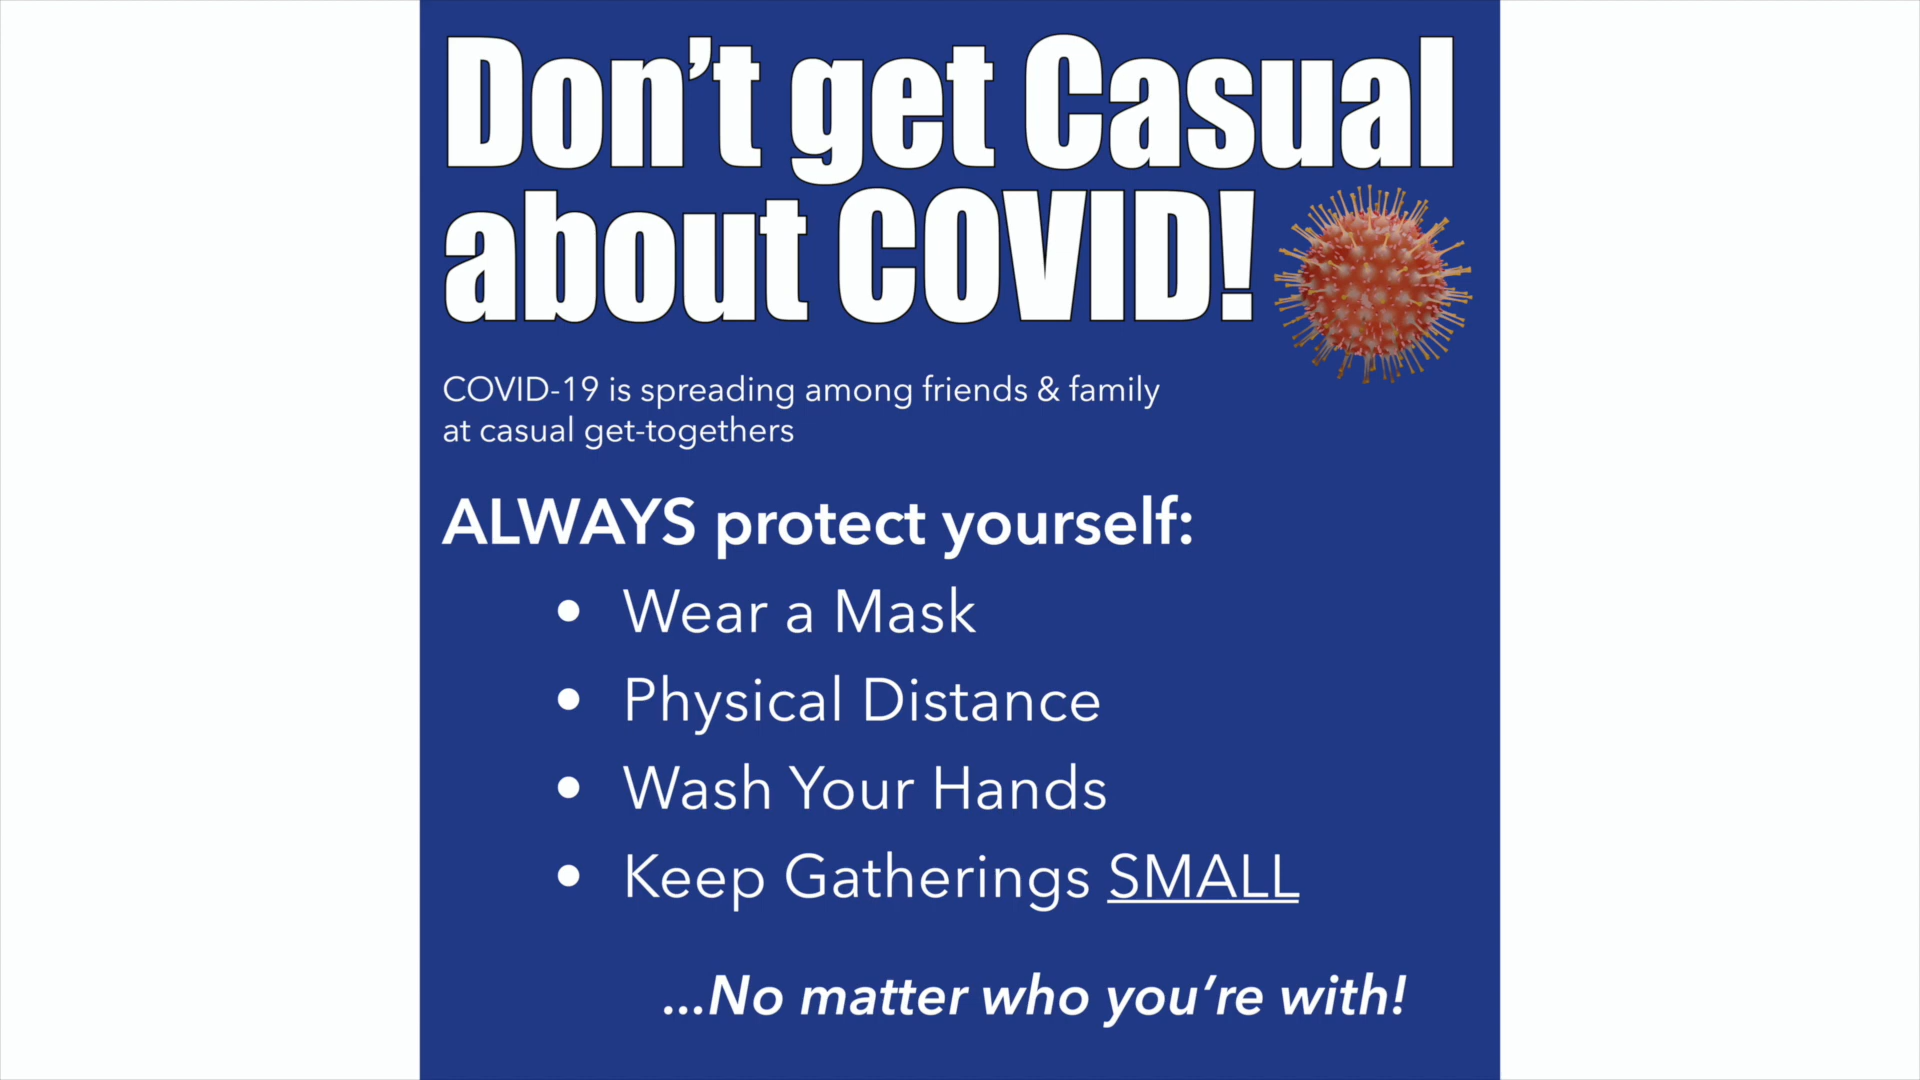 Don’t get Casual
about COVID!
COVID-19 is spreading among friends & family
at casual get-togethers
ALWAYS protect yourself:
• Wear a Mask
• Physical Distance
• Wash Your Hands
• Keep Gatherings SMALL
...No matter who you’re with!